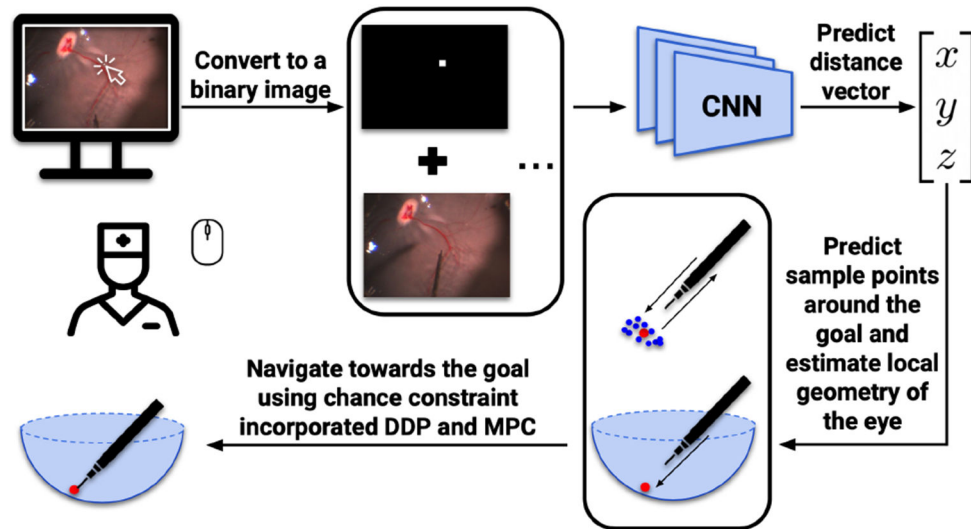 Convert to a
binary image
...
CNN
Predict
distance
vector
x
y
z
Predict
sample points
around the
goal and
estimate local
geometry of
the eye
Navigate towards the goal
using chance constraint
incorporated DDP and MPC